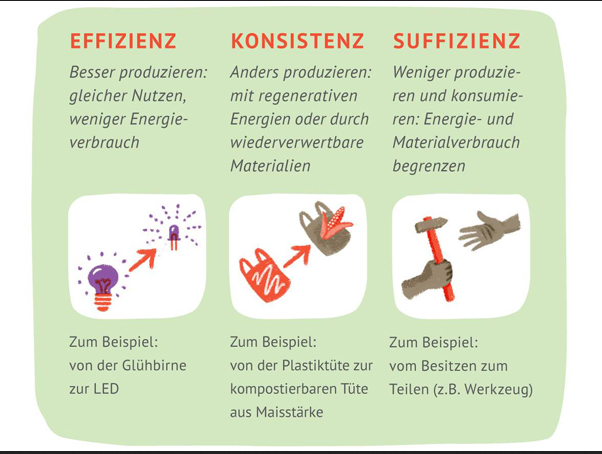 EFFIZIENZ
Besser produzieren:
gleicher Nutzen,
weniger Energie-
verbrauch
Zum Beispiel:
von der Glühbirne
zur LED
KONSISTENZ
Anders produzieren:
mit regenerativen
Energien oder durch
wiederverwertbare
Materialien
Zum Beispiel:
von der Plastiktüte zur
kompostierbaren Tüte
aus Maisstärke
SUFFIZIENZ
Weniger produzie-
ren und konsumie-
ren: Energie- und
Materialverbrauch
begrenzen
Zum Beispiel:
vom Besitzen zum
Teilen (z.B. Werkzeug)